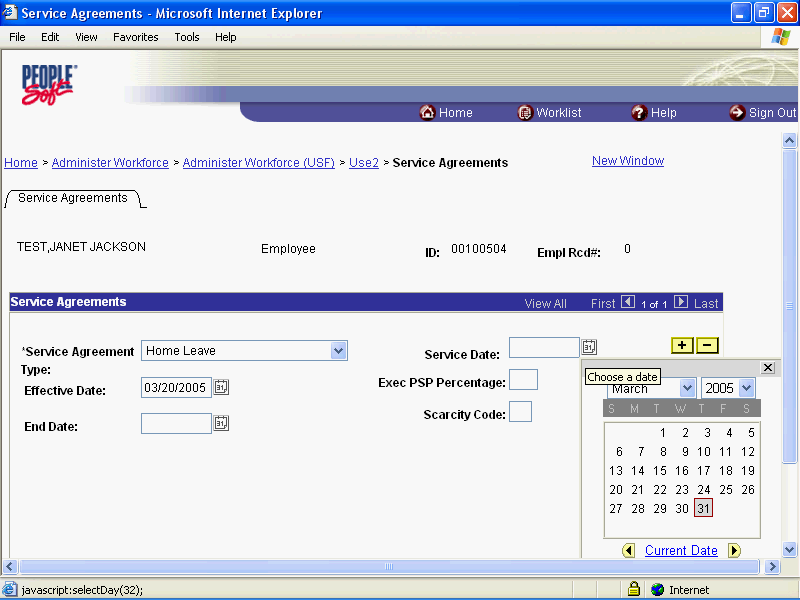 Service Agreements - Microsoft Internet Explorer
File Edit View Favorites Tools Help
PEOPLE
Soft
Home Worklist Help Sign Out
Home > Administer Workforce > Administer Workforce (USF) > Use2 > Service Agreements New Window
Service Agreements
TEST,JANET JACKSON Employee ID: 00100504 Empl Rcd#: 0
Service Agreements View All First 1 of 1 Last
*Service Agreement Type: Home Leave Service Date: 31 + -
Effective Date: 03/20/2005 31 Exec PSP Percentage:
End Date: 31 Scarcity Code:
Choose a date
March 2005
S M T W T F S
1 2 3 4 5
6 7 8 9 10 11 12
13 14 15 16 17 18 19
20 21 22 23 24 25 26
27 28 29 30 31
Current Date
javascript:selectDay(32); Internet